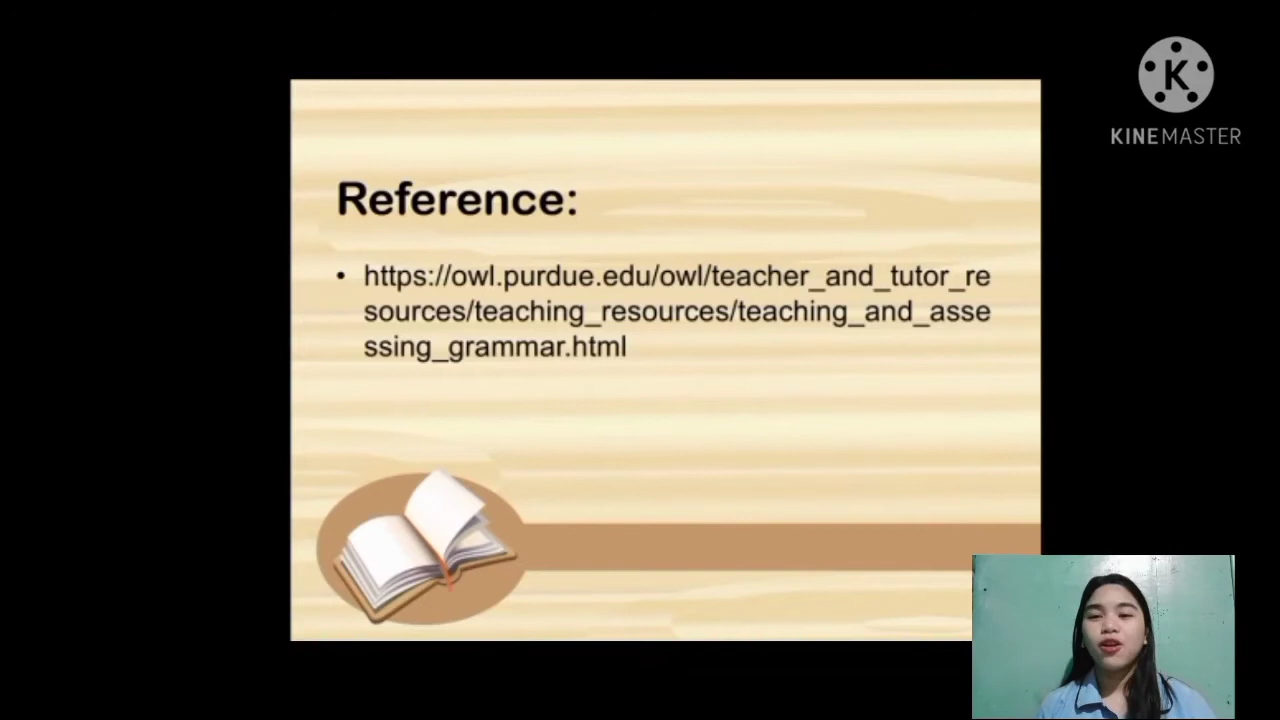 K
KINEMASTER
Reference:
• https://owl.purdue.edu/owl/teacher_and_tutor_re
sources/teaching_resources/teaching_and_asse
ssing_grammar.html